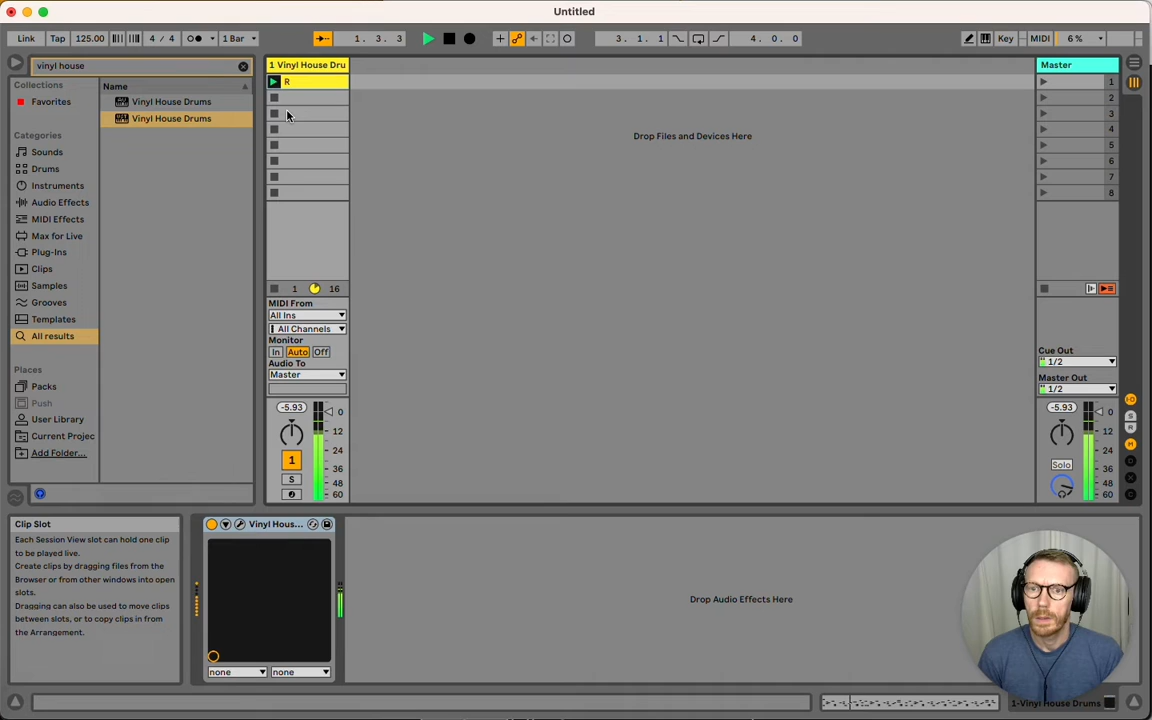 Untitled
Link Tap 125.00 4 / 4 1 Bar 1. 3. 3 3. 1. 1 4. 0. 0 Key MIDI 6 %
vinyl house
Collections
Favorites
Categories
Sounds
Drums
Instruments
Audio Effects
MIDI Effects
Max for Live
Plug-Ins
Clips
Samples
Grooves
Templates
All results
Places
Packs
Push
User Library
Current Projec
Add Folder...
Name
Vinyl House Drums
Vinyl House Drums
1 Vinyl House Dru
R
1 16
MIDI From
All Ins
All Channels
Monitor
In Auto Off
Audio To
Master
-5.93
0
12
24
36
48
60
1
S
Drop Files and Devices Here
Master
1
2
3
4
5
6
7
8
Cue Out
1/2
Master Out
1/2
-5.93
0
12
24
36
48
60
Solo
I-O
S
R
M
Clip Slot
Each Session View slot can hold one clip
to be played live.
Create clips by dragging files from the
Browser or from other windows into open
slots.
Dragging can also be used to move clips
between slots, or to copy clips in from
the Arrangement.
Vinyl Hous...
none none
Drop Audio Effects Here
1-Vinyl House Drums